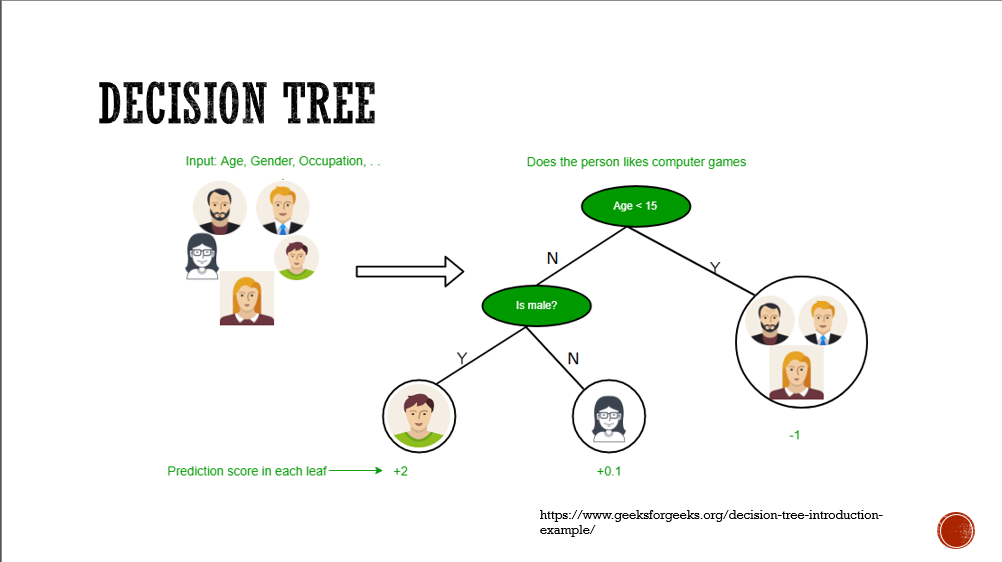 DECISION TREE
Input: Age, Gender, Occupation, . .
Does the person likes computer games
Age < 15
N
Y
Is male?
Y
N
-1
Prediction score in each leaf
+2
+0.1
https://www.geeksforgeeks.org/decision-tree-introduction-
example/